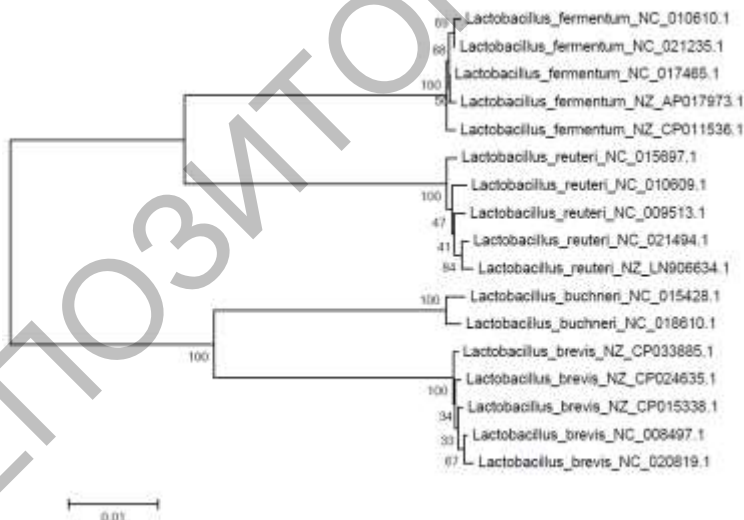 69
Lactobacillus_fermentum_NC_010610.1
68
Lactobacillus_fermentum_NC_021235.1
Lactobacillus_fermentum_NC_017465.1
100
56
Lactobacillus_fermentum_NZ_AP017973.1
Lactobacillus_fermentum_NZ_CP011536.1
Lactobacillus_reuteri_NC_015697.1
100
Lactobacillus_reuteri_NC_010609.1
47
Lactobacillus_reuteri_NC_009513.1
41
Lactobacillus_reuteri_NC_021494.1
84
Lactobacillus_reuteri_NZ_LN906634.1
100
Lactobacillus_buchneri_NC_015428.1
Lactobacillus_buchneri_NC_018610.1
100
Lactobacillus_brevis_NZ_CP033885.1
100
Lactobacillus_brevis_NZ_CP024635.1
34
Lactobacillus_brevis_NZ_CP015338.1
33
Lactobacillus_brevis_NC_008497.1
67
Lactobacillus_brevis_NC_020819.1
0.01
ПОЗИТО